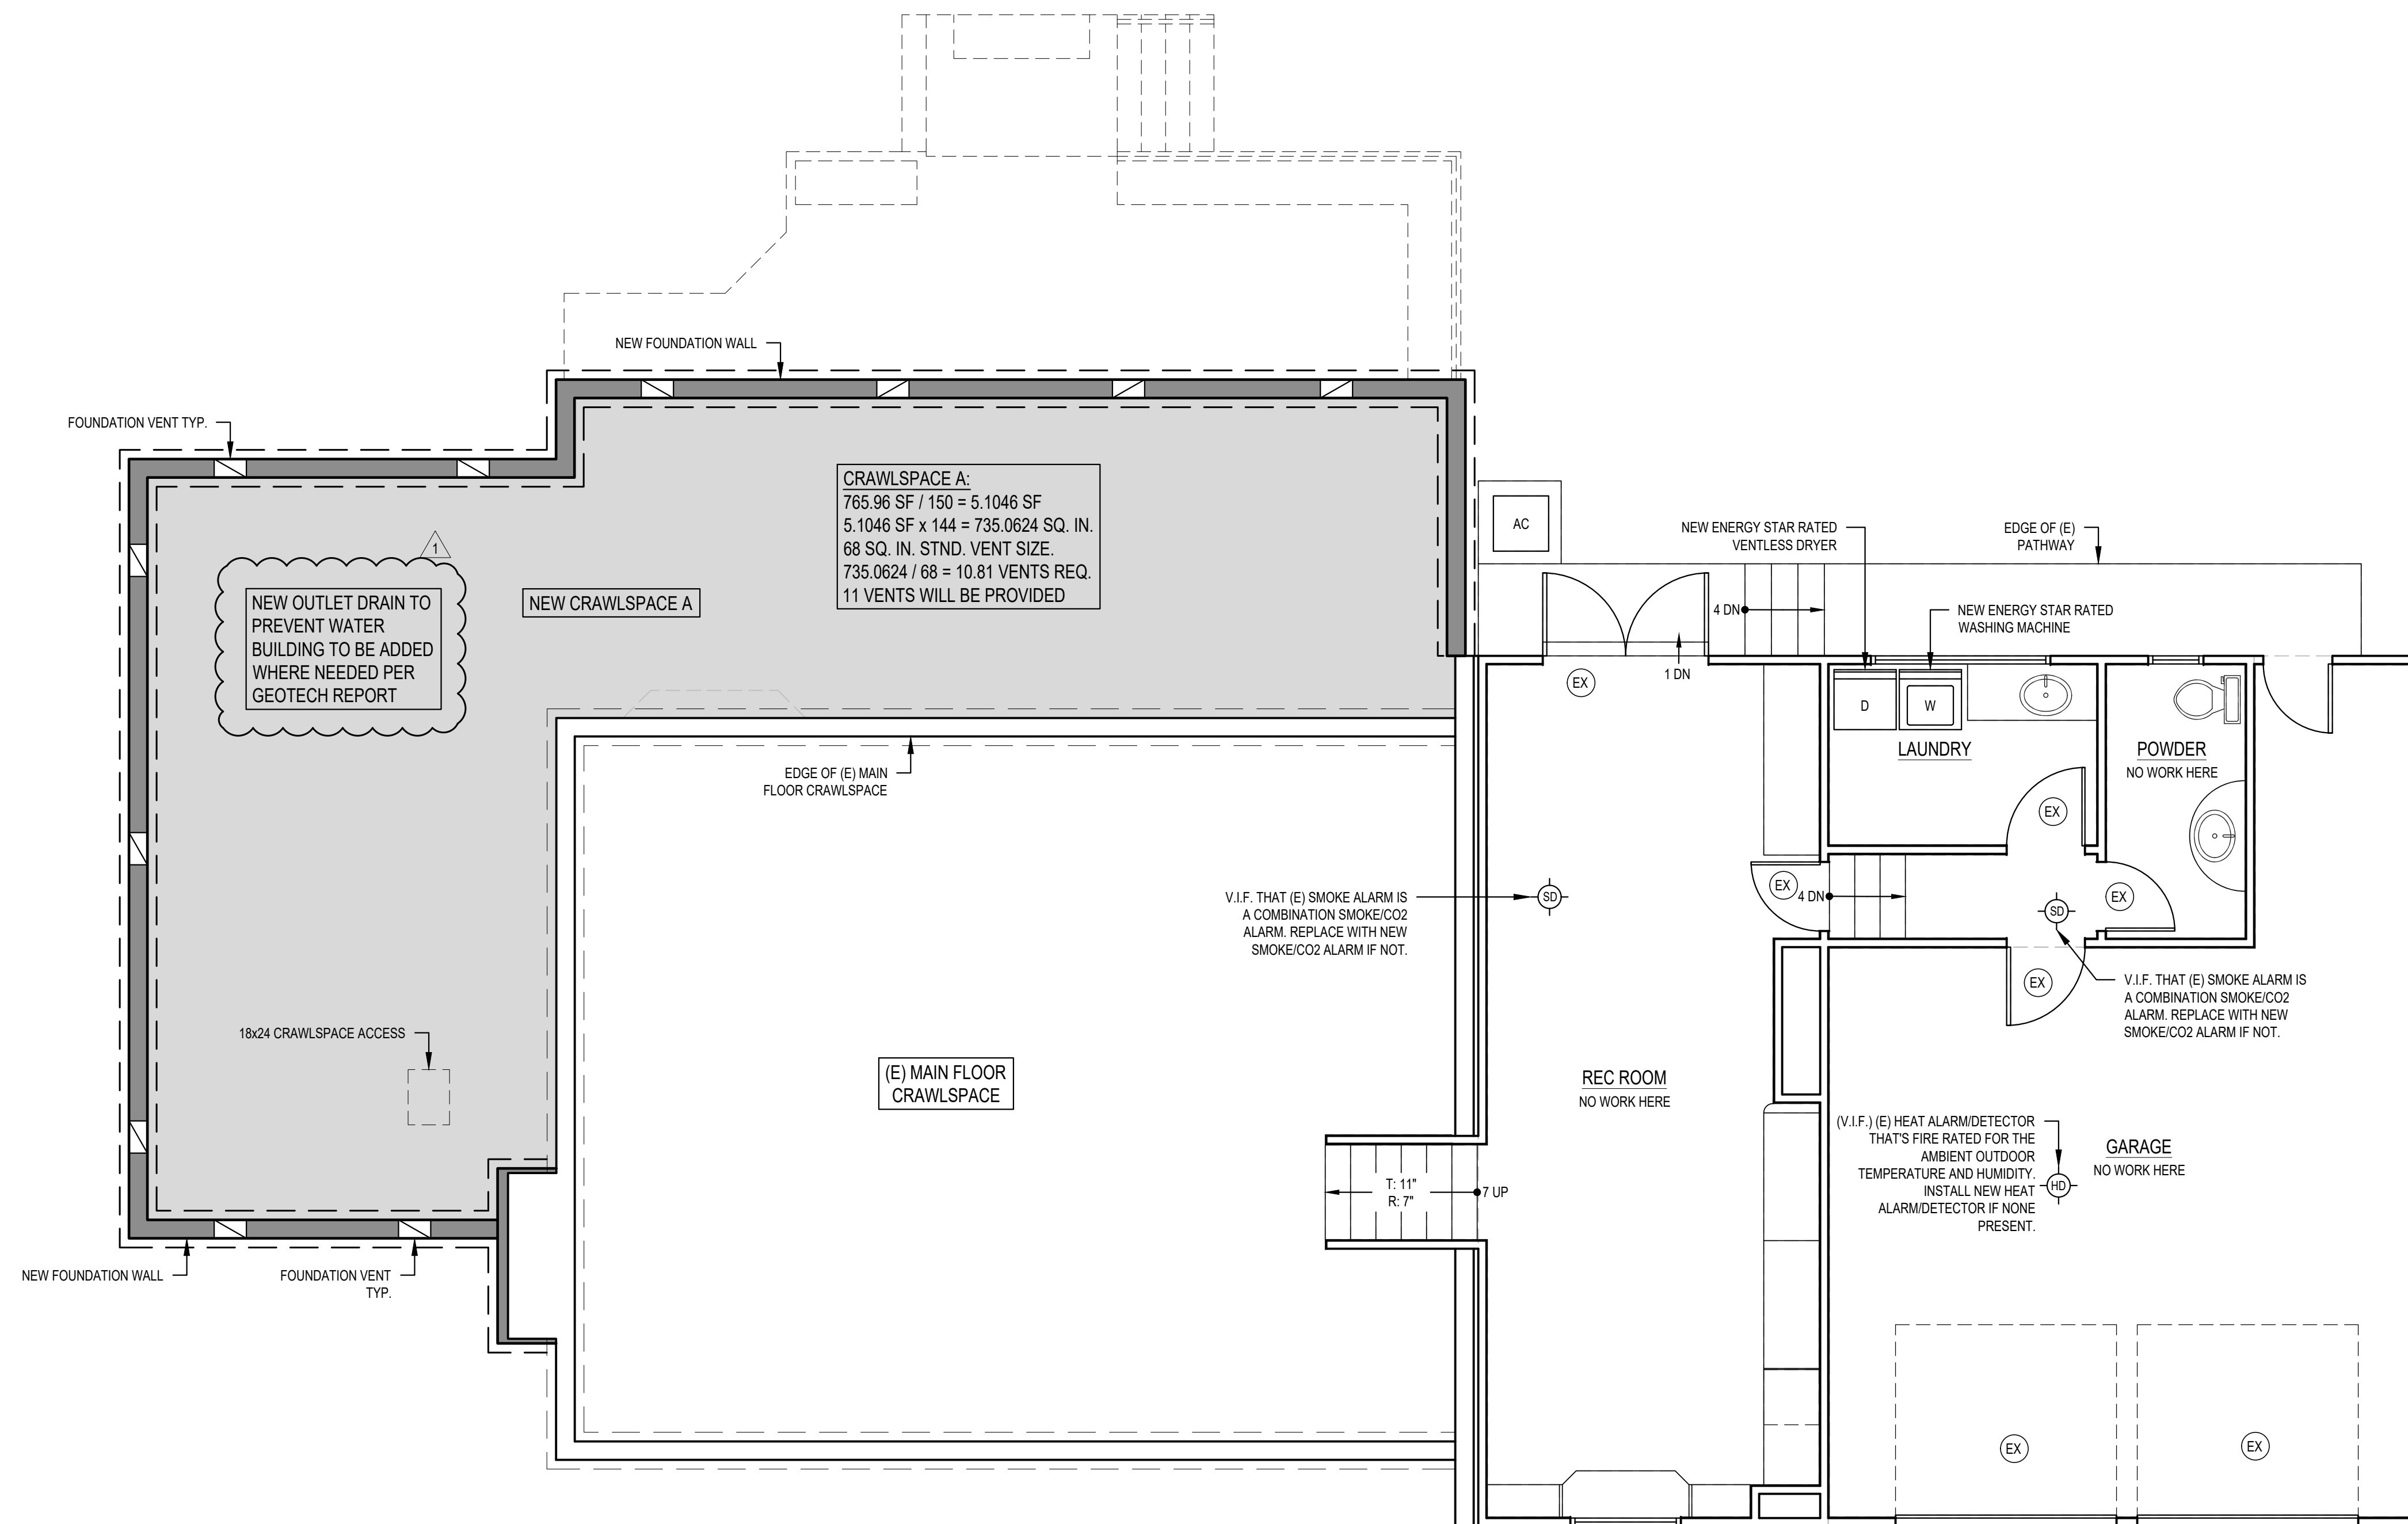 NEW FOUNDATION WALL
FOUNDATION VENT TYP.
CRAWLSPACE A:
765.96 SF / 150 = 5.1046 SF
5.1046 SF x 144 = 735.0624 SQ. IN.
68 SQ. IN. STND. VENT SIZE.
735.0624 / 68 = 10.81 VENTS REQ.
11 VENTS WILL BE PROVIDED
1
NEW OUTLET DRAIN TO
PREVENT WATER
BUILDING TO BE ADDED
WHERE NEEDED PER
GEOTECH REPORT
NEW CRAWLSPACE A
AC
NEW ENERGY STAR RATED
VENTLESS DRYER
EDGE OF (E)
PATHWAY
4 DN
NEW ENERGY STAR RATED
WASHING MACHINE
1 DN
EX
D
W
LAUNDRY
POWDER
NO WORK HERE
EDGE OF (E) MAIN
FLOOR CRAWLSPACE
EX
V.I.F. THAT (E) SMOKE ALARM IS
A COMBINATION SMOKE/CO2
ALARM. REPLACE WITH NEW
SMOKE/CO2 ALARM IF NOT.
SD
EX
4 DN
SD
EX
EX
V.I.F. THAT (E) SMOKE ALARM IS
A COMBINATION SMOKE/CO2
ALARM. REPLACE WITH NEW
SMOKE/CO2 ALARM IF NOT.
18x24 CRAWLSPACE ACCESS
(E) MAIN FLOOR
CRAWLSPACE
REC ROOM
NO WORK HERE
(V.I.F.) (E) HEAT ALARM/DETECTOR
THAT'S FIRE RATED FOR THE
AMBIENT OUTDOOR
TEMPERATURE AND HUMIDITY.
INSTALL NEW HEAT
ALARM/DETECTOR IF NONE
PRESENT.
HD
GARAGE
NO WORK HERE
T: 11"
R: 7"
7 UP
NEW FOUNDATION WALL
FOUNDATION VENT
TYP.
EX
EX